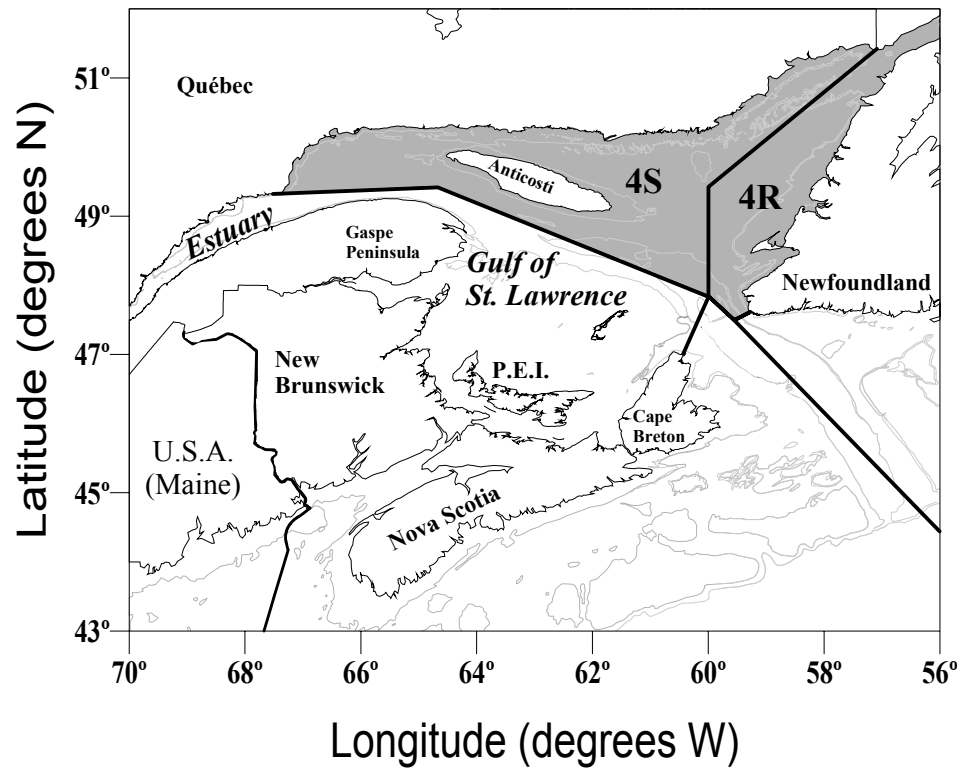 51º
49º
47º
45º
43º
Latitude (degrees N)
Québec
Anticosti
4S
4R
Estuary
Gaspe
Peninsula
Gulf of
St. Lawrence
Newfoundland
New
Brunswick
P.E.I.
Cape
Breton
U.S.A.
(Maine)
Nova Scotia
70º 68º 66º 64º 62º 60º 58º 56º
Longitude (degrees W)